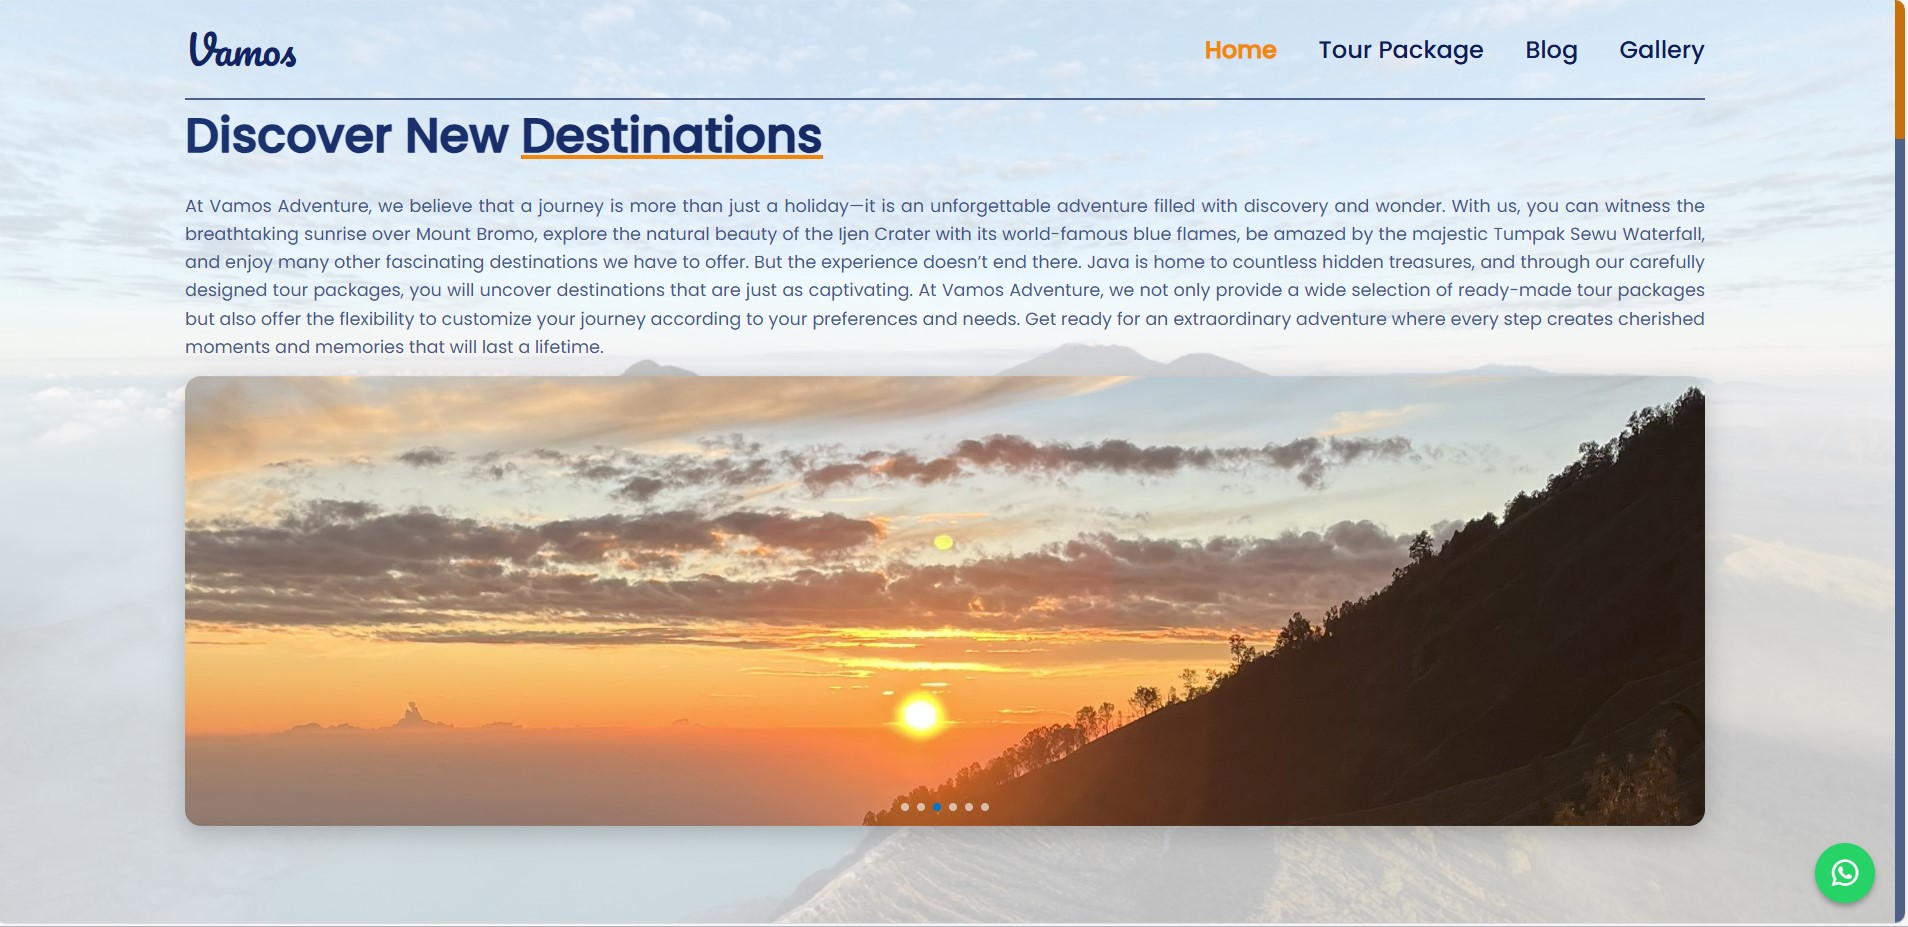 Vamos
Home Tour Package Blog Gallery
Discover New Destinations
At Vamos Adventure, we believe that a journey is more than just a holiday—it is an unforgettable adventure filled with discovery and wonder. With us, you can witness the
breathtaking sunrise over Mount Bromo, explore the natural beauty of the Ijen Crater with its world-famous blue flames, be amazed by the majestic Tumpak Sewu Waterfall,
and enjoy many other fascinating destinations we have to offer. But the experience doesn’t end there. Java is home to countless hidden treasures, and through our carefully
designed tour packages, you will uncover destinations that are just as captivating. At Vamos Adventure, we not only provide a wide selection of ready-made tour packages
but also offer the flexibility to customize your journey according to your preferences and needs. Get ready for an extraordinary adventure where every step creates cherished
moments and memories that will last a lifetime.